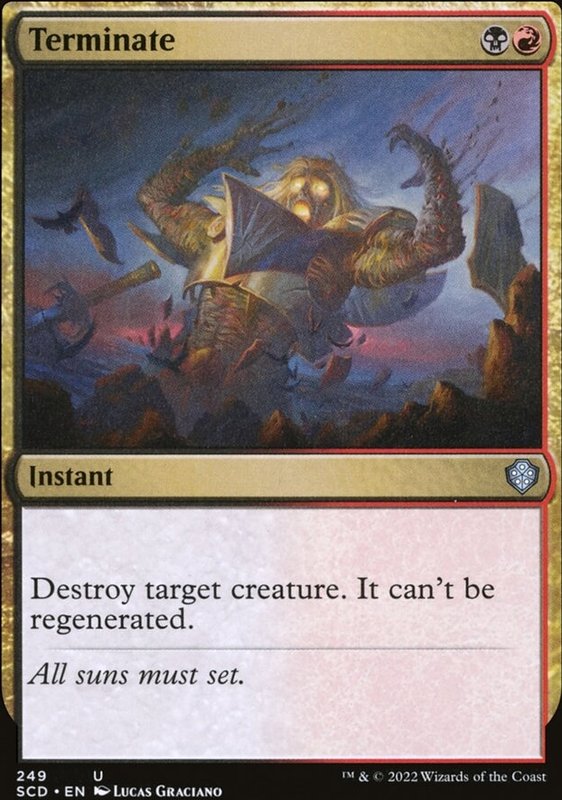 Terminate
Instant
Destroy target creature. It can't be
regenerated.
All suns must set.
249 U
SCD • EN Lucas Graciano
™ & © 2022 Wizards of the Coast